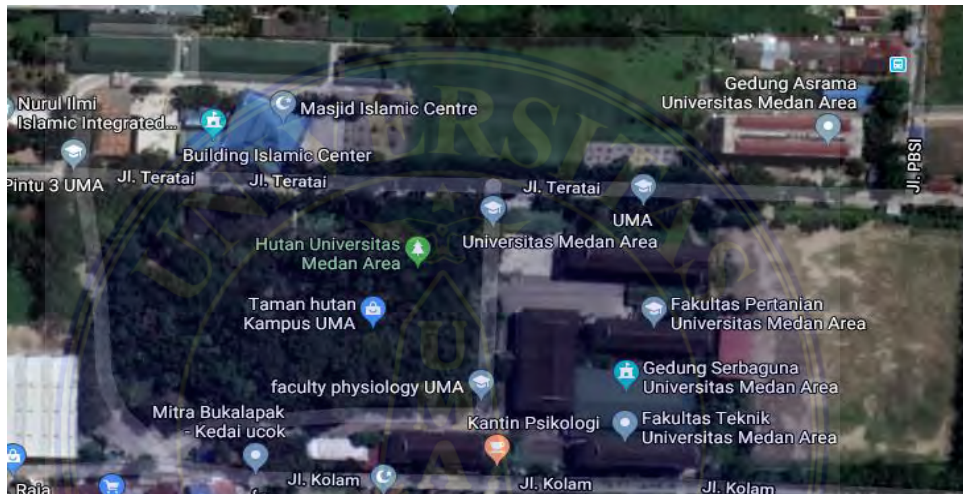 Gedung Asrama
Universitas Medan Area
Nurul Ilmi
Islamic Integrated...
Masjid Islamic Centre
Building Islamic Center
Jl. PBSI
Pintu 3 UMA
Jl. Teratai
Jl. Teratai
Jl. Teratai
UMA
Universitas Medan Area
Hutan Universitas
Medan Area
Taman hutan
Kampus UMA
Fakultas Pertanian
Universitas Medan Area
Gedung Serbaguna
Universitas Medan Area
faculty physiology UMA
Mitra Bukalapak
- Kedai ucok
Kantin Psikologi
Fakultas Teknik
Universitas Medan Area
Raja
Jl. Kolam
Jl. Kolam
Jl. Kolam